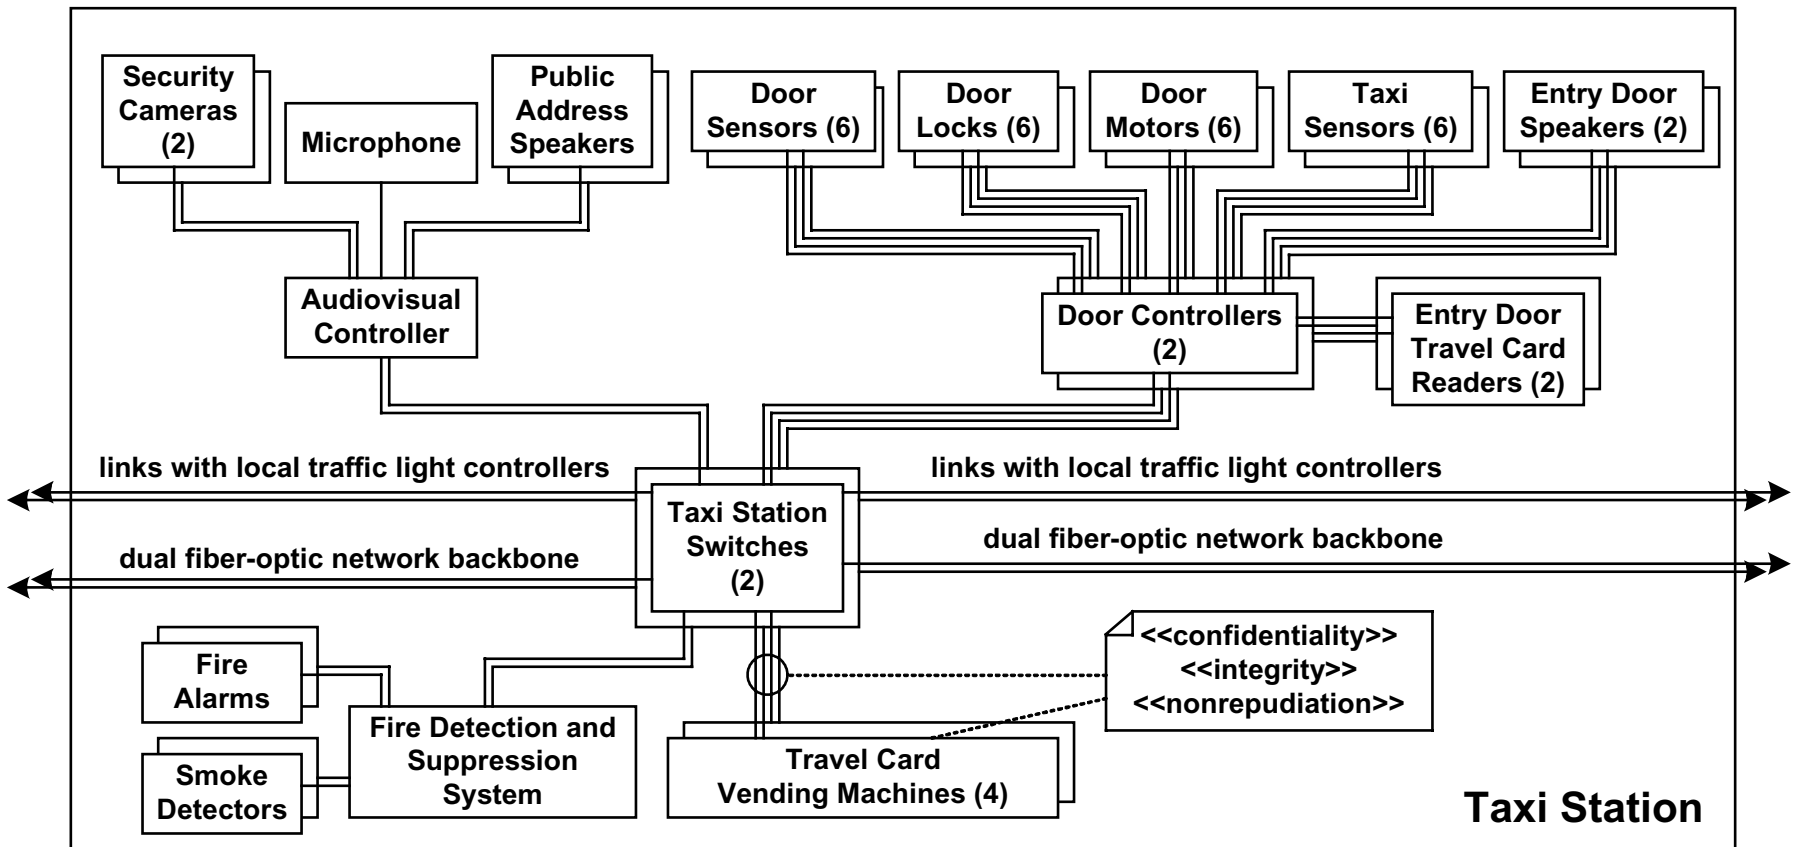 Security
Cameras
(2)
Microphone
Public
Address
Speakers
Door
Sensors (6)
Door
Locks (6)
Door
Motors (6)
Taxi
Sensors (6)
Entry Door
Speakers (2)
Audiovisual
Controller
Door Controllers
(2)
Entry Door
Travel Card
Readers (2)
links with local traffic light controllers
links with local traffic light controllers
Taxi Station
Switches
(2)
dual fiber-optic network backbone
dual fiber-optic network backbone
<<confidentiality>>
<<integrity>>
<<nonrepudiation>>
Fire
Alarms
Smoke
Detectors
Fire Detection and
Suppression
System
Travel Card
Vending Machines (4)
Taxi Station